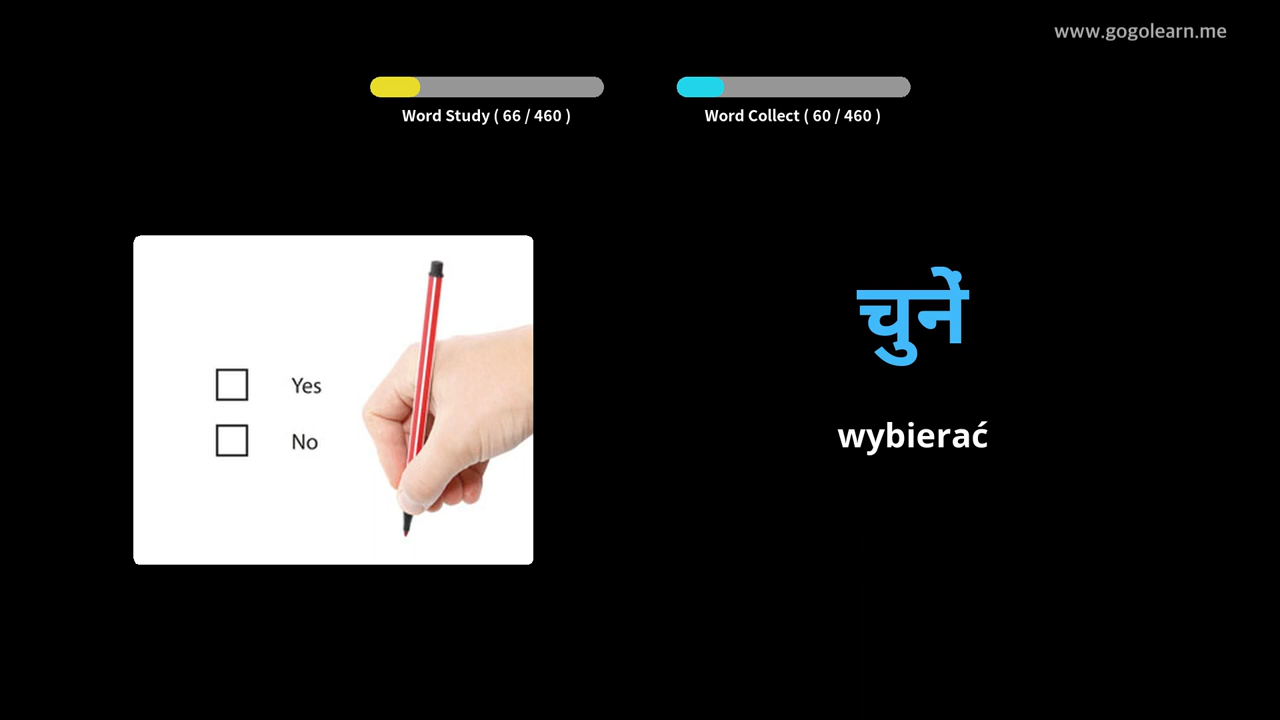 www.gogolearn.me
Word Study ( 66 / 460 )
Word Collect ( 60 / 460 )
Yes
No
चुनें
wybierać